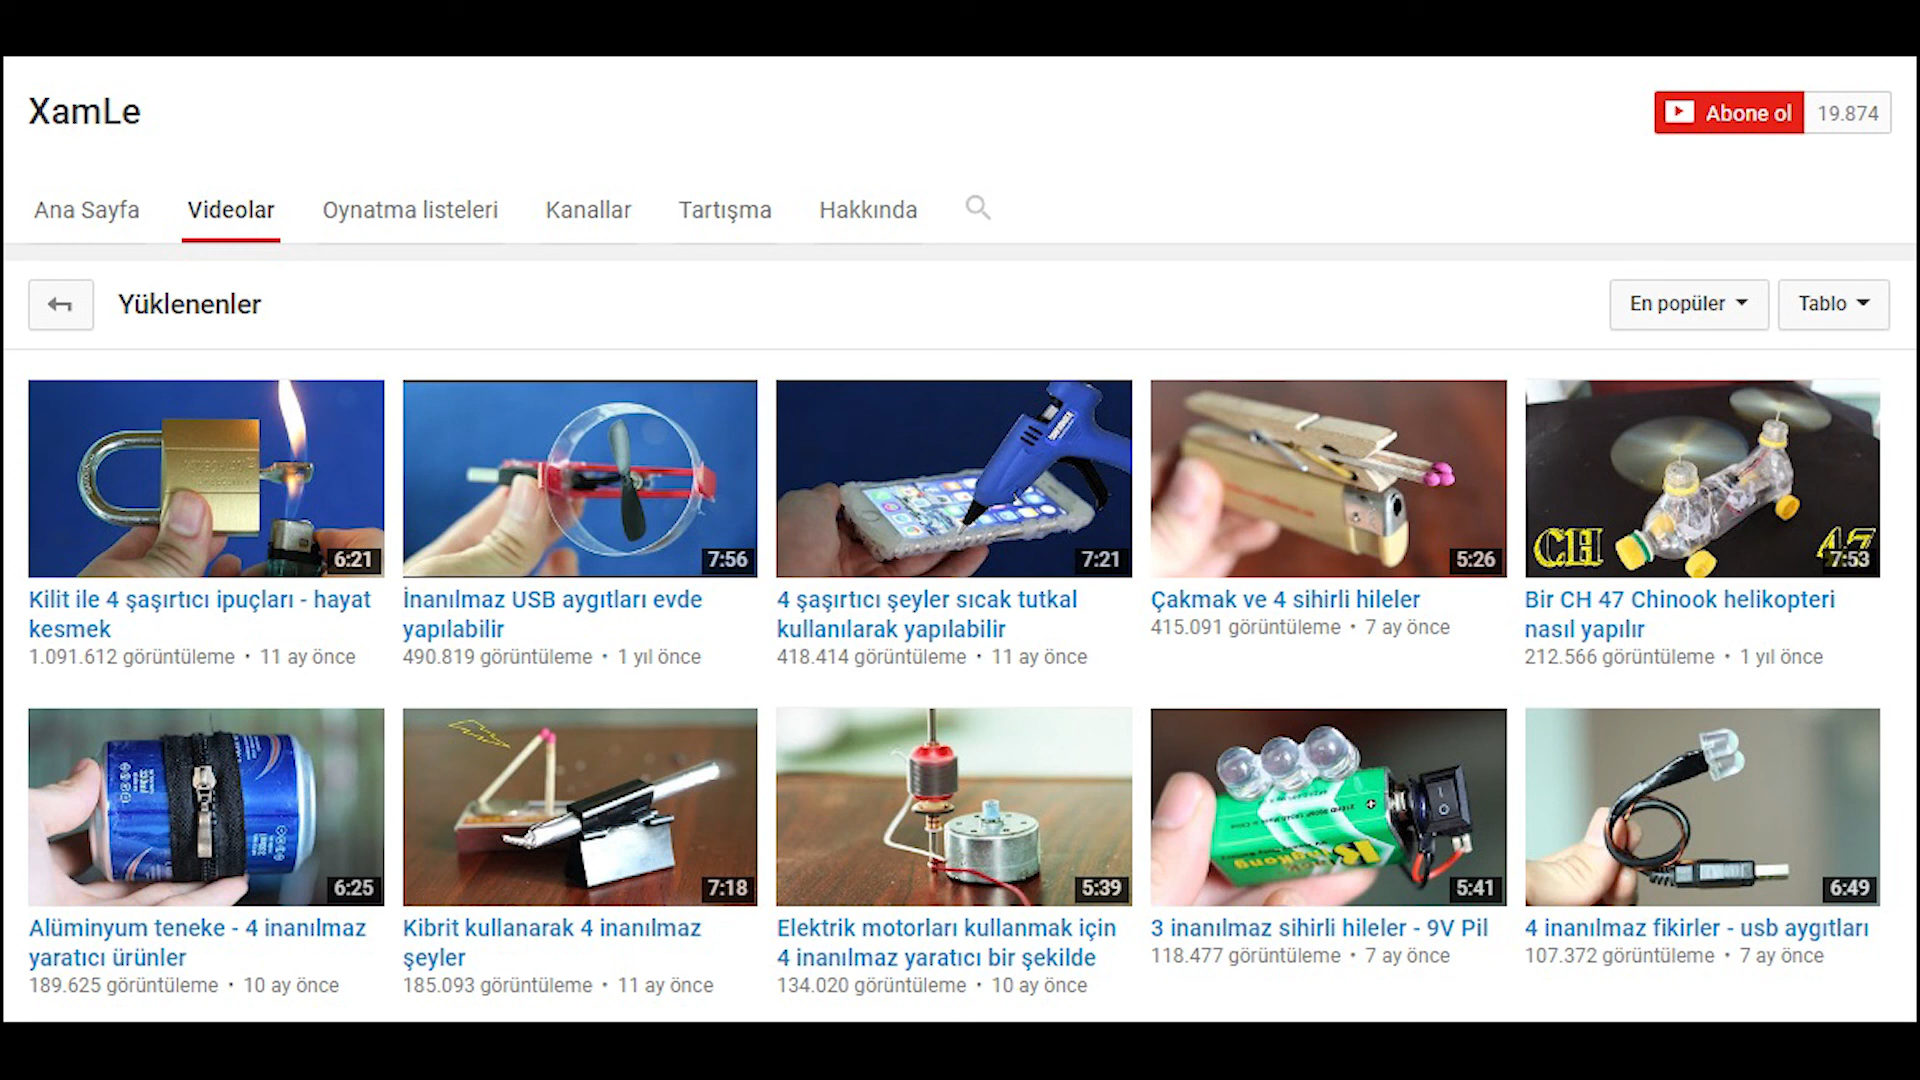 XamLe
Abone ol 19.874
Ana Sayfa Videolar Oynatma listeleri Kanallar Tartışma Hakkında
Yüklenenler
En popüler Tablo
6:21
7:56
7:21
5:26
CH 47
7:53
Kilit ile 4 şaşırtıcı ipuçları - hayat
kesmek
1.091.612 görüntüleme • 11 ay önce
İnanılmaz USB aygıtları evde
yapılabilir
490.819 görüntüleme • 1 yıl önce
4 şaşırtıcı şeyler sıcak tutkal
kullanılarak yapılabilir
418.414 görüntüleme • 11 ay önce
Çakmak ve 4 sihirli hileler
415.091 görüntüleme • 7 ay önce
Bir CH 47 Chinook helikopteri
nasıl yapılır
212.566 görüntüleme • 1 yıl önce
6:25
7:18
5:39
5:41
6:49
Alüminyum teneke - 4 inanılmaz
yaratıcı ürünler
189.625 görüntüleme • 10 ay önce
Kibrit kullanarak 4 inanılmaz
şeyler
185.093 görüntüleme • 11 ay önce
Elektrik motorları kullanmak için
4 inanılmaz yaratıcı bir şekilde
134.020 görüntüleme • 10 ay önce
3 inanılmaz sihirli hileler - 9V Pil
118.477 görüntüleme • 7 ay önce
4 inanılmaz fikirler - usb aygıtları
107.372 görüntüleme • 7 ay önce